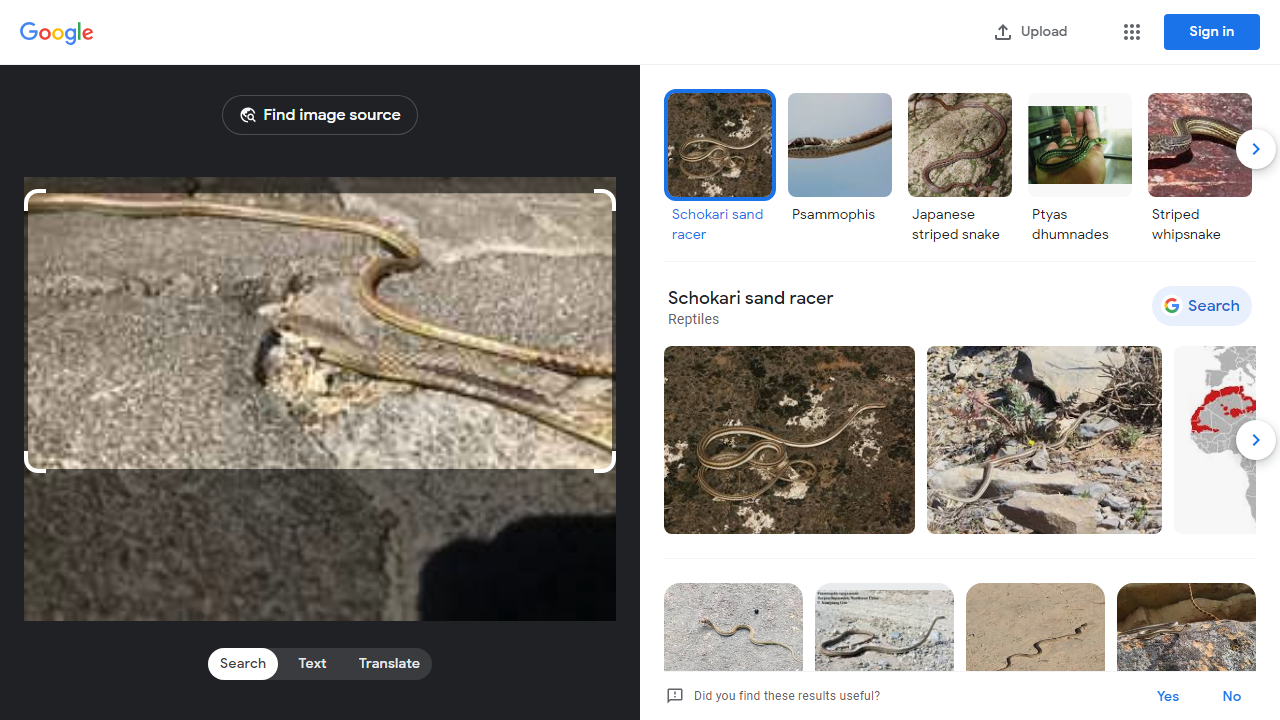 Google
Upload
Sign in
Find image source
Schokari sand
racer
Psammophis
Japanese
striped snake
Ptyas
dhumnades
Striped
whipsnake
Schokari sand racer
Reptiles
Search
Search
Text
Translate
Did you find these results useful?
Yes
No